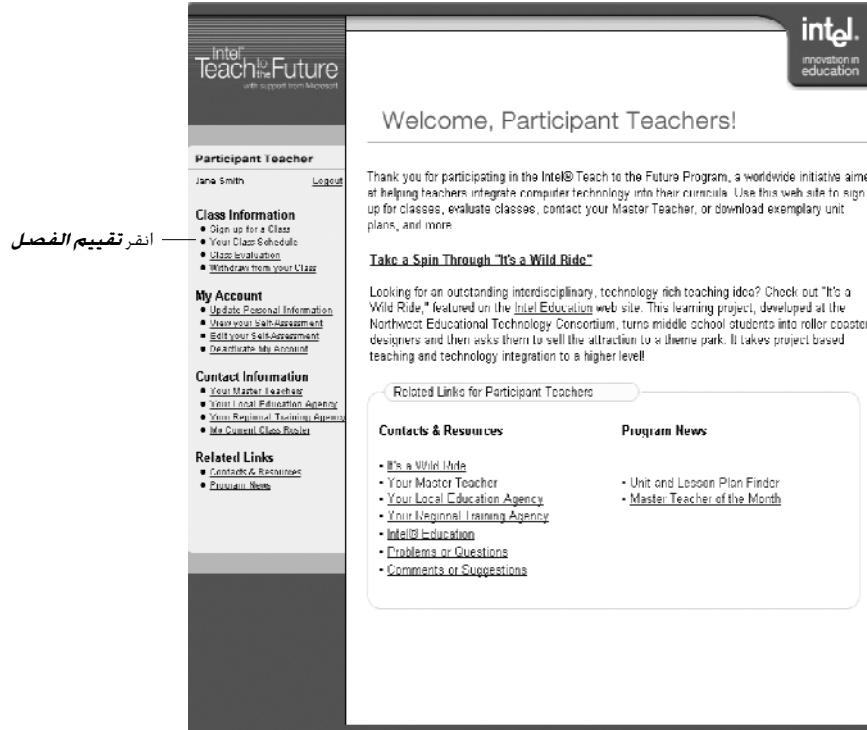 intel.
innovation in
education
Intel®
Teach to the Future
with support from Microsoft
Welcome, Participant Teachers!
Participant Teacher
Jane Smith Logout
Class Information
• Sign up for a Class
• Your Class Schedule
• Class Evaluation
• Withdraw from your Class
انقر تقييم الفصل
My Account
• Update Personal Information
• View your Self-Assessment
• Edit your Self-Assessment
• Deactivate My Account
Contact Information
• Your Master Teachers
• Your Local Education Agency
• Your Regional Training Agency
• My Current Class Roster
Related Links
• Contacts & Resources
• Program News
Thank you for participating in the Intel® Teach to the Future Program, a worldwide initiative aime
at helping teachers integrate computer technology into their curricula. Use this web site to sign
up for classes, evaluate classes, contact your Master Teacher, or download exemplary unit
plans, and more
Take a Spin Through "It's a Wild Ride"
Looking for an outstanding interdisciplinary, technology rich teaching idea? Check out "It's a
Wild Ride," featured on the Intel Education web site. This learning project, developed at the
Northwest Educational Technology Consortium, turns middle school students into roller coaster
designers and then asks them to sell the attraction to a theme park. It takes project based
teaching and technology integration to a higher level!
Related Links for Participant Teachers
Contacts & Resources
• It's a Wild Ride
• Your Master Teacher
• Your Local Education Agency
• Your Regional Training Agency
• Intel® Education
• Problems or Questions
• Comments or Suggestions
Program News
• Unit and Lesson Plan Finder
• Master Teacher of the Month